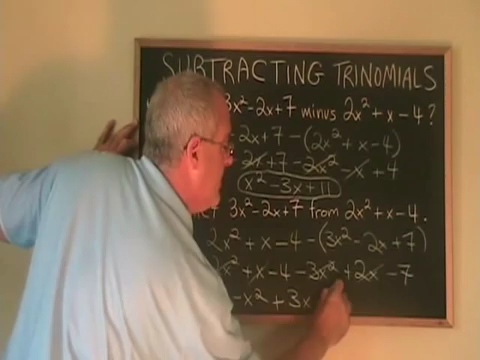 SUBTRACTING TRINOMIALS
3x²-2x+7 minus 2x²+x-4?
2x+7-(2x²+x-4)
2x+7-2x²-x+4
x²-3x+11
3x²-2x+7 from 2x²+x-4.
2x²+x-4-(3x²-2x+7)
2x²+x-4-3x²+2x-7
-x²+3x